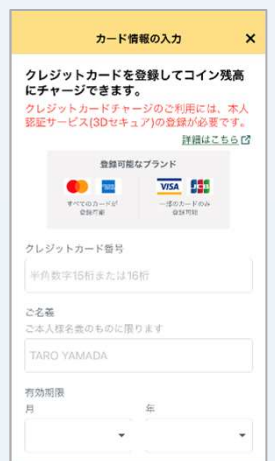 カード情報の入力
クレジットカードを登録してコイン残高
にチャージできます。
クレジットカードチャージのご利用には、本人
認証サービス(3Dセキュア)の登録が必要です。
詳細はこちら
登録可能なブランド
VISA JCB
すべてのカードが 一部のカードのみ
登録可能 登録可能
クレジットカード番号
半角数字15桁または16桁
ご名義
ご本人様名義のものに限ります
TARO YAMADA
有効期限
月 年